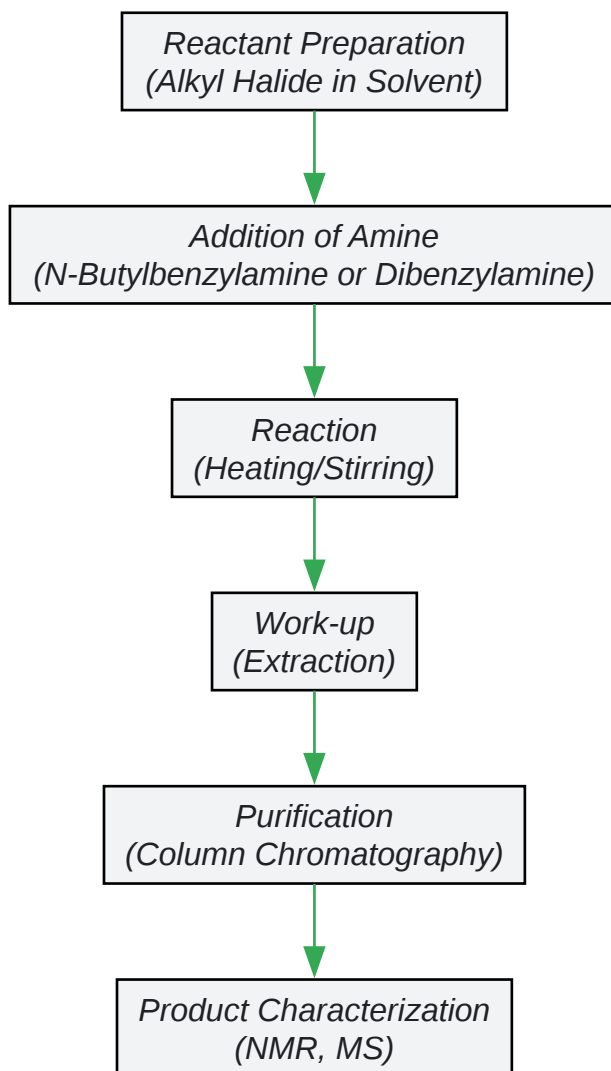 Reactant Preparation
(Alkyl Halide in Solvent)
Addition of Amine
(N-Butylbenzylamine or Dibenzylamine)
Reaction
(Heating/Stirring)
Work-up
(Extraction)
Purification
(Column Chromatography)
Product Characterization
(NMR, MS)